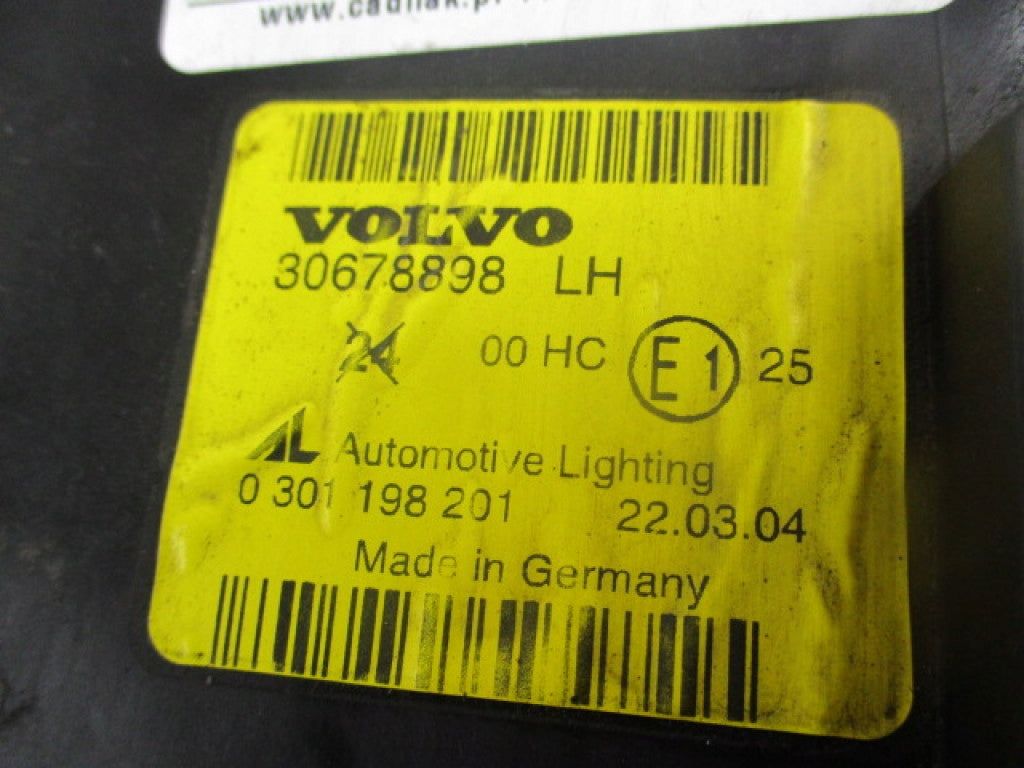 www.cadilak.pl
VOLVO
30678898 LH
24 00 HC E1 25
AL Automotive Lighting
0 301 198 201 22.03.04
Made in Germany